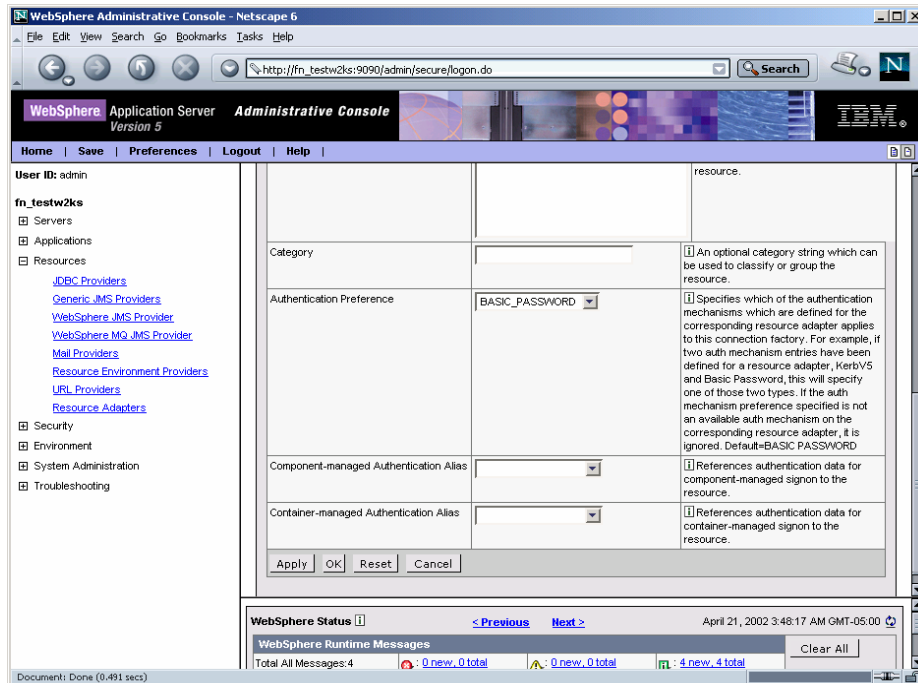 WebSphere Administrative Console - Netscape 6
File Edit View Search Go Bookmarks Tasks Help
http://fn_testw2ks:9090/admin/secure/logon.do
Search
N
WebSphere Application Server Administrative Console
Version 5
IBM
Home | Save | Preferences | Logout | Help |
User ID: admin
fn_testw2ks
Servers
Applications
Resources
JDBC Providers
Generic JMS Providers
WebSphere JMS Provider
WebSphere MQ JMS Provider
Mail Providers
Resource Environment Providers
URL Providers
Resource Adapters
Security
Environment
System Administration
Troubleshooting
resource.
Category
i An optional category string which can
be used to classify or group the
resource.
Authentication Preference
BASIC_PASSWORD
i Specifies which of the authentication
mechanisms which are defined for the
corresponding resource adapter applies
to this connection factory. For example, if
two auth mechanism entries have been
defined for a resource adapter, KerbV5
and Basic Password, this will specify
one of those two types. If the auth
mechanism preference specified is not
an available auth mechanism on the
corresponding resource adapter, it is
ignored. Default=BASIC PASSWORD
Component-managed Authentication Alias
i References authentication data for
component-managed signon to the
resource.
Container-managed Authentication Alias
i References authentication data for
container-managed signon to the
resource.
Apply OK Reset Cancel
WebSphere Status i < Previous Next > April 21, 2002 3:48:17 AM GMT-05:00
WebSphere Runtime Messages
Clear All
Total All Messages:4 : 0 new, 0 total : 0 new, 0 total : 4 new, 4 total
Document: Done (0.491 secs)